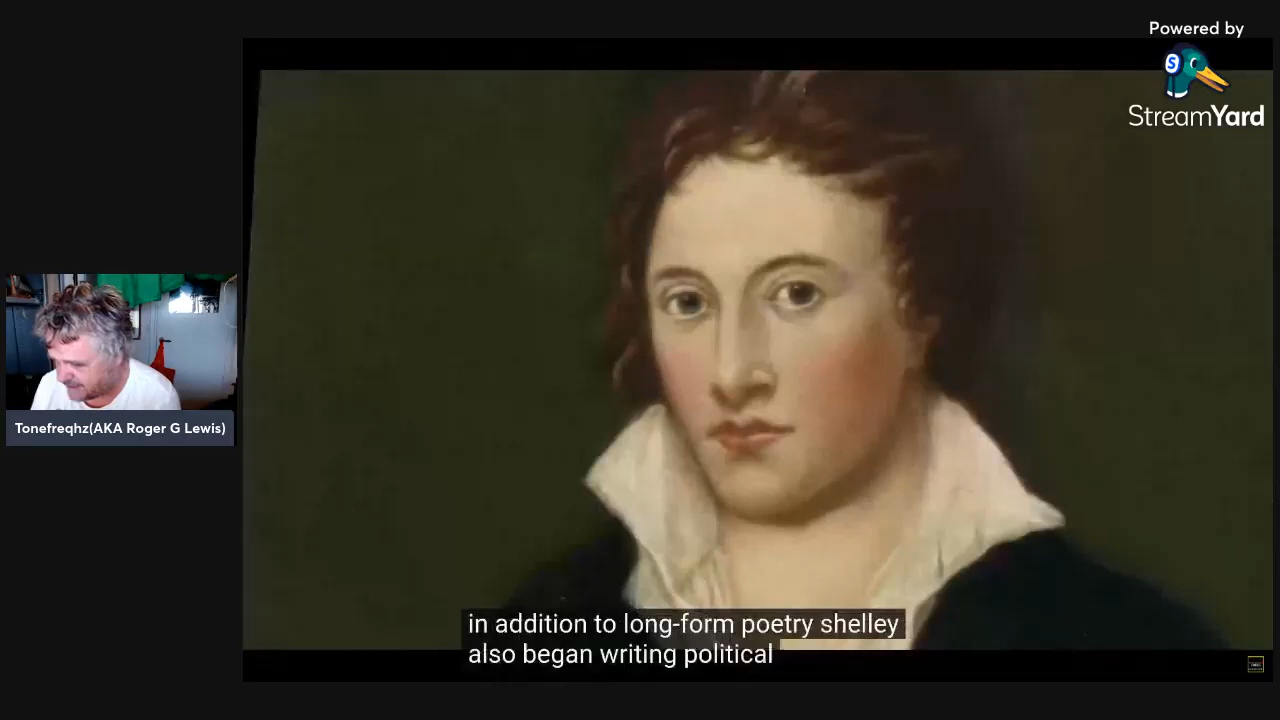 Powered by
S
StreamYard
Tonefreqhz(AKA Roger G Lewis)
in addition to long-form poetry shelley
also began writing political